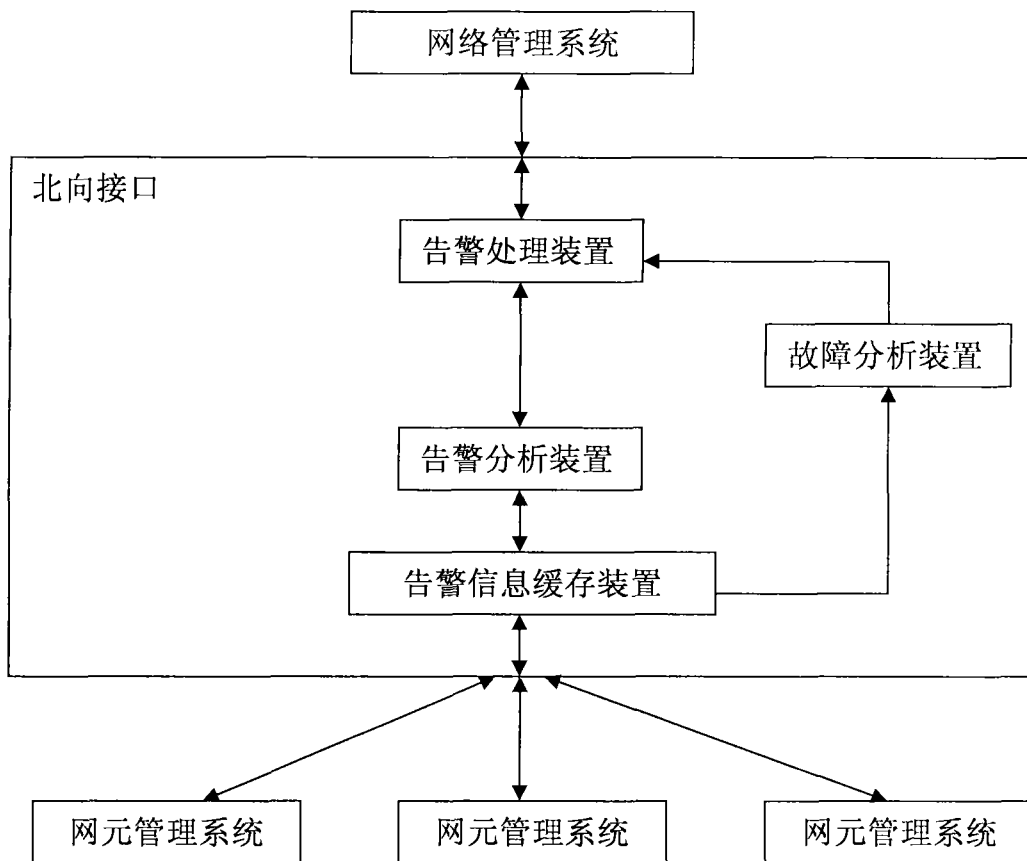 网络管理系统
北向接口
告警处理装置
故障分析装置
告警分析装置
告警信息缓存装置
网元管理系统
网元管理系统
网元管理系统